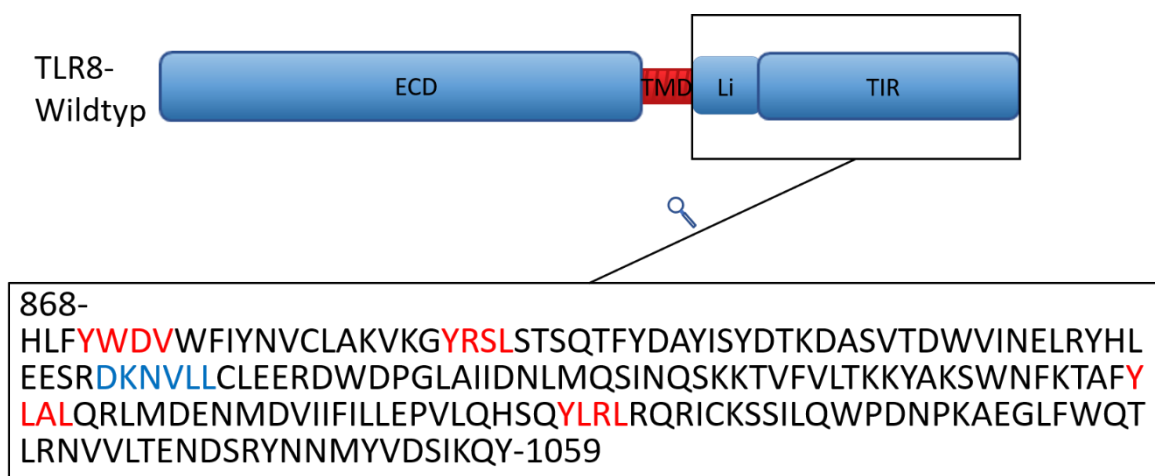 TLR8-
Wildtyp
ECD
TMD
Li
TIR
868-
HLFYWDVWFIYNVCLAKVKGYRSLSTSQTFYDAYISYDTKDASVTDWVINELRYHL
EESRDKNVLLCLEERDWDPGLAIIDNLMQSINQSKKTVFVLTKKYAKSWNFKTAFY
LALQRLMDENMDVIIFILLEPVLQHSQYLRLRQRICKSSILQWPDNPKAEGLFWQT
LRNVVLTENDSRYNNMYVDSIKQY-1059